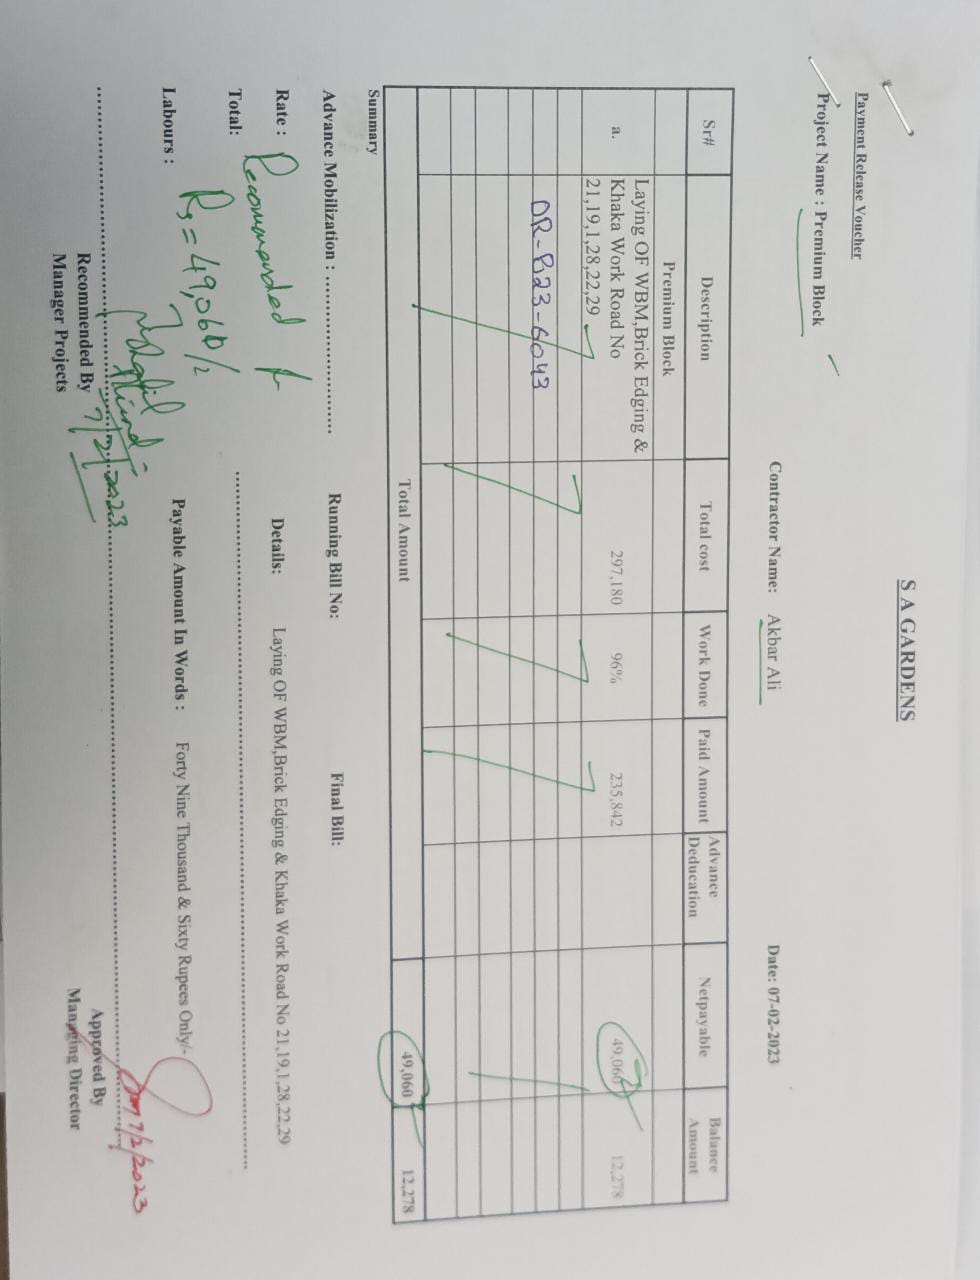 S A GARDENS
Payment Release Voucher
Project Name : Premium Block
Contractor Name: Akbar Ali
Date: 07-02-2023
Sr# Description Total cost Work Done Paid Amount Advance Deducation Netpayable Balance Amount
Premium Block
a. Laying OF WBM,Brick Edging & Khaka Work Road No 21,19,1,28,22,29 297,180 96% 235,842 49,060 12,278
Total Amount 49,060 12,278
Summary
Advance Mobilization : ........................ Running Bill No: Final Bill:
Rate : Recommended Details: Laying OF WBM,Brick Edging & Khaka Work Road No 21,19,1,28,22,29
Total:
Rs = 49,060/
Labours : Payable Amount In Words : Forty Nine Thousand & Sixty Rupees Only/-
7/2/2023
7/2/2023
Recommended By Approved By
Manager Projects Managing Director